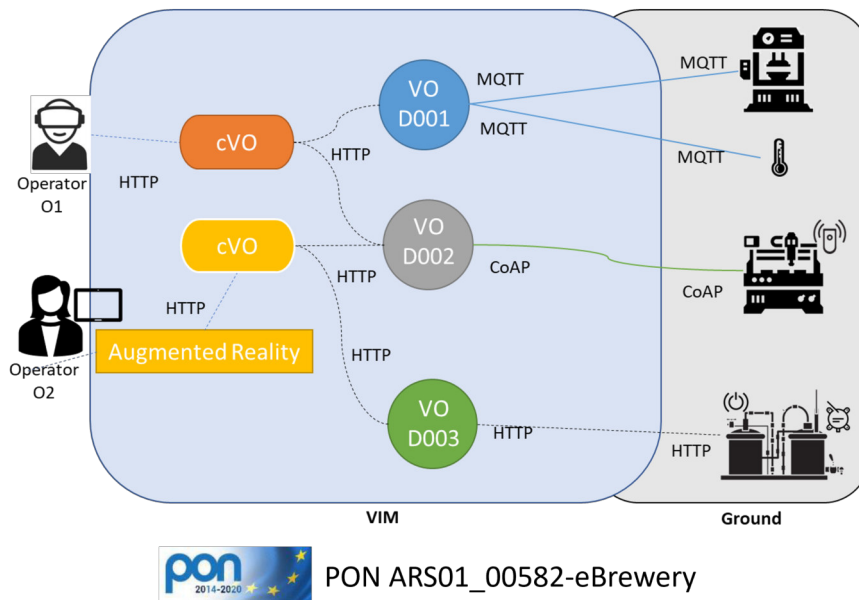 Operator
O1
HTTP
cVO
HTTP
VO
D001
MQTT
MQTT
MQTT
MQTT
cVO
HTTP
Operator
O2
Augmented Reality
HTTP
VO
D002
CoAP
CoAP
HTTP
VO
D003
HTTP
HTTP
VIM
Ground
pon
2014-2020
PON ARS01_00582-eBrewery